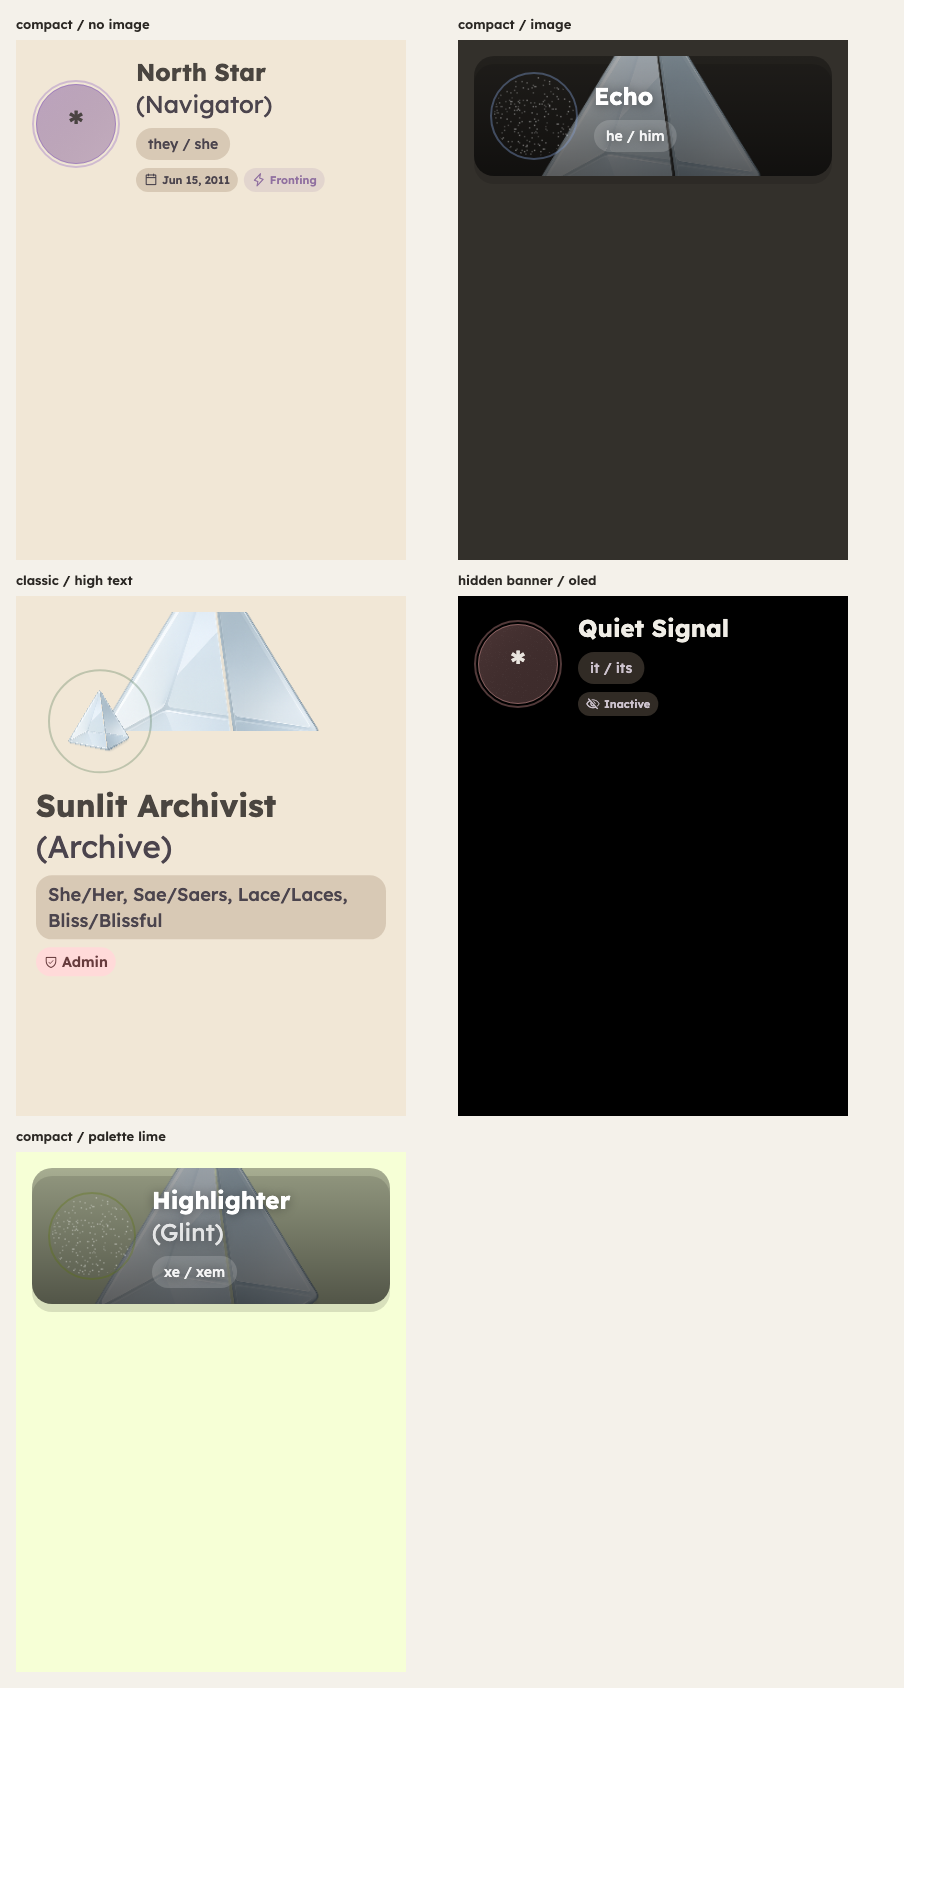 compact / no image
North Star
(Navigator)
*
they / she
Jun 15, 2011
Fronting
compact / image
Echo
he / him
classic / high text
Sunlit Archivist
(Archive)
She/Her, Sae/Saers, Lace/Laces,
Bliss/Blissful
Admin
hidden banner / oled
Quiet Signal
*
it / its
Inactive
compact / palette lime
Highlighter
(Glint)
xe / xem